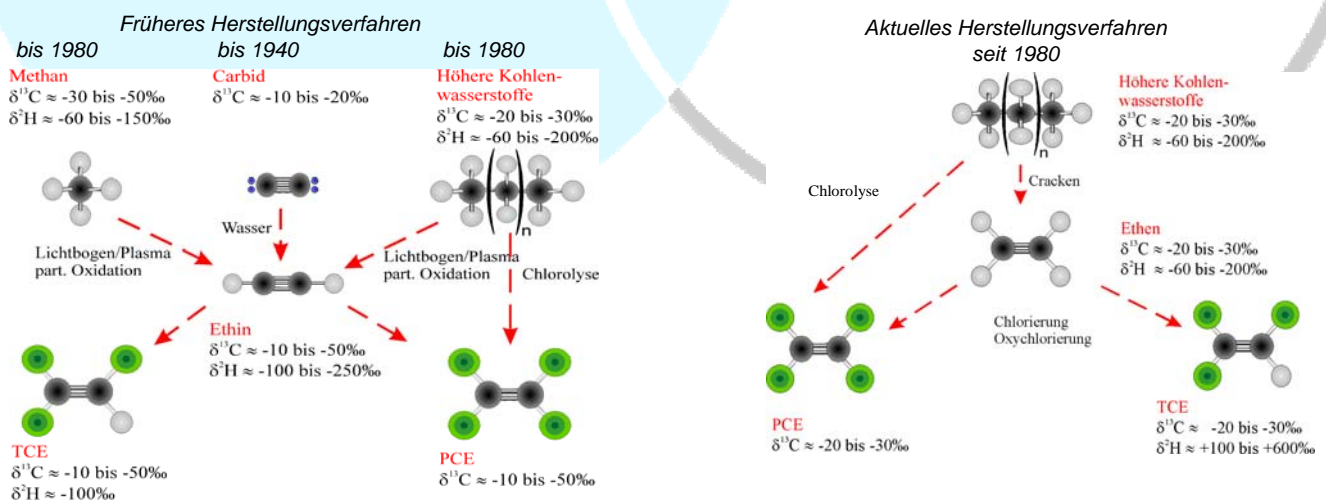 Früheres Herstellungsverfahren
bis 1980
bis 1940
bis 1980
Methan
δ¹³C ≈ -30 bis -50‰
δ²H ≈ -60 bis -150‰
Carbid
δ¹³C ≈ -10 bis -20‰
Höhere Kohlen-
wasserstoffe
δ¹³C ≈ -20 bis -30‰
δ²H ≈ -60 bis -200‰
n
Wasser
Lichtbogen/Plasma
part. Oxidation
Lichtbogen/Plasma
part. Oxidation
Chlorolyse
Ethin
δ¹³C ≈ -10 bis -50‰
δ²H ≈ -100 bis -250‰
TCE
δ¹³C ≈ -10 bis -50‰
δ²H ≈ -100‰
PCE
δ¹³C ≈ -10 bis -50‰
Aktuelles Herstellungsverfahren
seit 1980
Höhere Kohlen-
wasserstoffe
δ¹³C ≈ -20 bis -30‰
δ²H ≈ -60 bis -200‰
n
Chlorolyse
Cracken
Ethen
δ¹³C ≈ -20 bis -30‰
δ²H ≈ -60 bis -200‰
Chlorierung
Oxychlorierung
PCE
δ¹³C ≈ -20 bis -30‰
TCE
δ¹³C ≈ -20 bis -30‰
δ²H ≈ +100 bis +600‰